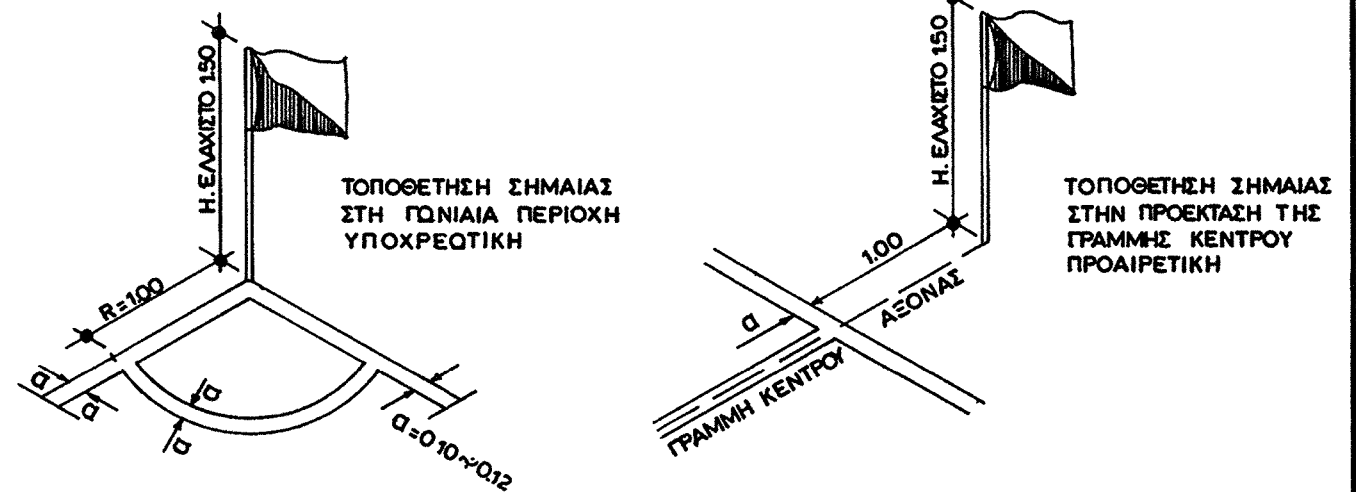 Η. ΕΛΑΧΙΣΤΟ 1.50
ΤΟΠΟΘΕΤΗΣΗ ΣΗΜΑΙΑΣ
ΣΤΗ ΓΩΝΙΑΙΑ ΠΕΡΙΟΧΗ
ΥΠΟΧΡΕΩΤΙΚΗ
R=1.00
α
α
α
α
α=0.10~0.12
Η. ΕΛΑΧΙΣΤΟ 1.50
ΤΟΠΟΘΕΤΗΣΗ ΣΗΜΑΙΑΣ
ΣΤΗΝ ΠΡΟΕΚΤΑΣΗ ΤΗΣ
ΓΡΑΜΜΗΣ ΚΕΝΤΡΟΥ
ΠΡΟΑΙΡΕΤΙΚΗ
1.00
ΑΞΟΝΑΣ
α
ΓΡΑΜΜΗ ΚΕΝΤΡΟΥ